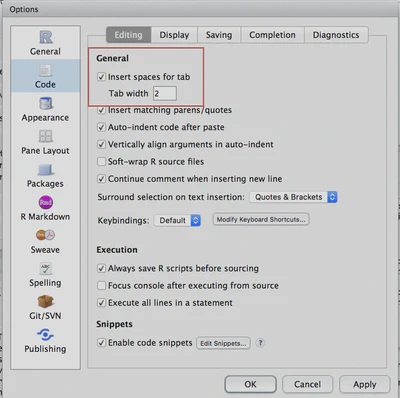 Options
General
Code
Appearance
Pane Layout
Packages
R Markdown
Sweave
Spelling
Git/SVN
Publishing
Editing Display Saving Completion Diagnostics
General
Insert spaces for tab
Tab width 2
Insert matching parens/quotes
Auto-indent code after paste
Vertically align arguments in auto-indent
Soft-wrap R source files
Continue comment when inserting new line
Surround selection on text insertion: Quotes & Brackets
Keybindings: Default Modify Keyboard Shortcuts...
Execution
Always save R scripts before sourcing
Focus console after executing from source
Execute all lines in a statement
Snippets
Enable code snippets Edit Snippets... ?
OK Cancel Apply